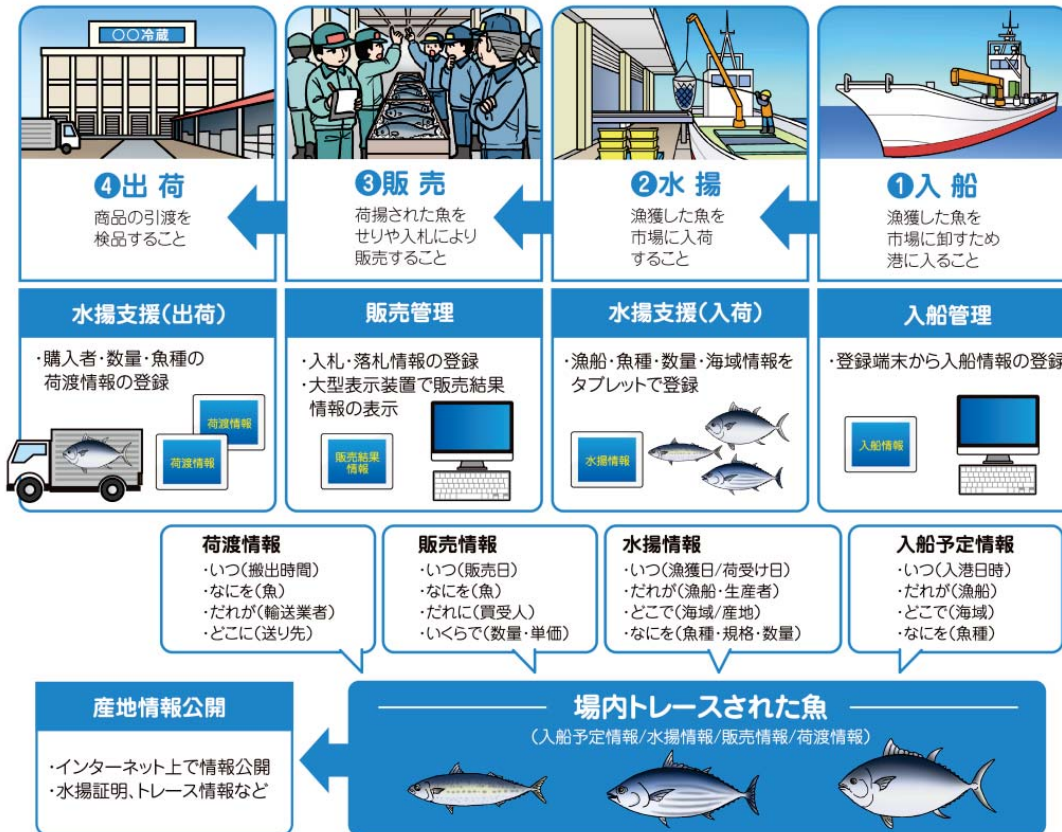 〇〇冷蔵
❹出 荷
商品の引渡を
検品すること
❸販 売
荷揚された魚を
せりや入札により
販売すること
❷水 揚
漁獲した魚を
市場に入荷
すること
❶入 船
漁獲した魚を
市場に卸すため
港に入ること
水揚支援(出荷)
・購入者・数量・魚種の
荷渡情報の登録
荷渡情報
荷渡情報
販売管理
・入札・落札情報の登録
・大型表示装置で販売結果
情報の表示
販売結果
情報
水揚支援(入荷)
・漁船・魚種・数量・海域情報を
タブレットで登録
水揚情報
入船管理
・登録端末から入船情報の登録
入船情報
荷渡情報
・いつ(搬出時間)
・なにを(魚)
・だれが(輸送業者)
・どこに(送り先)
販売情報
・いつ(販売日)
・なにを(魚)
・だれに(買受人)
・いくらで(数量・単価)
水揚情報
・いつ(漁獲日/荷受け日)
・だれが(漁船・生産者)
・どこで(海域/産地)
・なにを(魚種・規格・数量)
入船予定情報
・いつ(入港日時)
・だれが(漁船)
・どこで(海域)
・なにを(魚種)
産地情報公開
・インターネット上で情報公開
・水揚証明、トレース情報など
場内トレースされた魚
(入船予定情報/水揚情報/販売情報/荷渡情報)